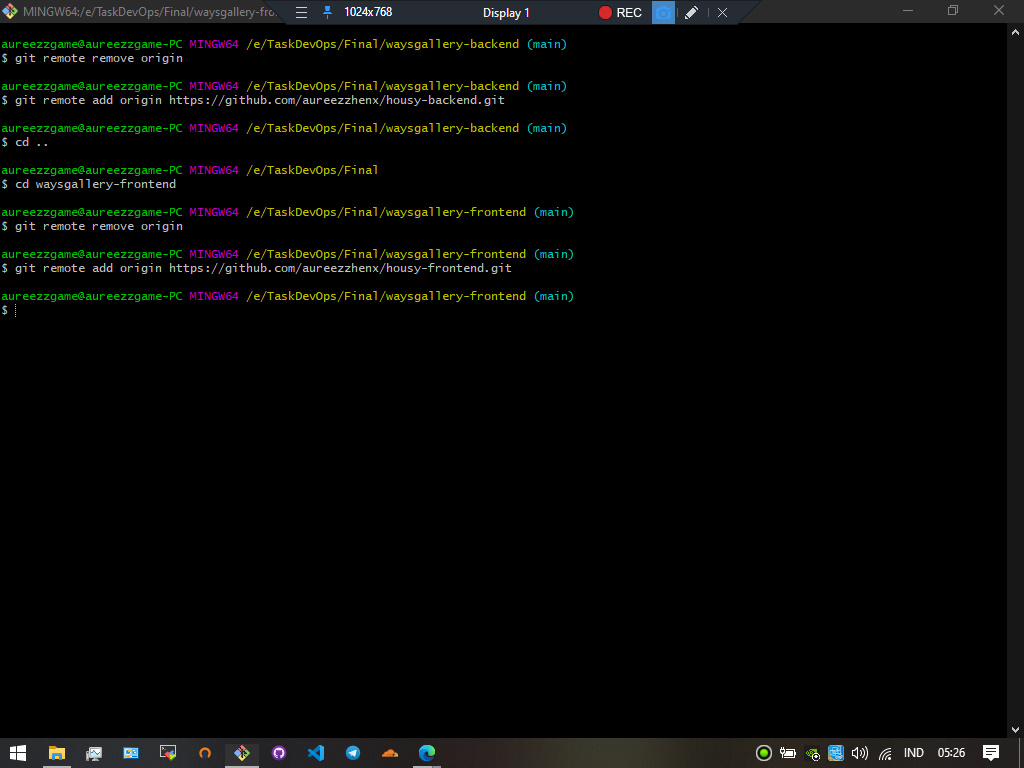 MINGW64:/e/TaskDevOps/Final/waysgallery-fro...
1024x768
Display 1
REC
aureezzgame@aureezzgame-PC MINGW64 /e/TaskDevOps/Final/waysgallery-backend (main)
$ git remote remove origin
aureezzgame@aureezzgame-PC MINGW64 /e/TaskDevOps/Final/waysgallery-backend (main)
$ git remote add origin https://github.com/aureezzhenx/housy-backend.git
aureezzgame@aureezzgame-PC MINGW64 /e/TaskDevOps/Final/waysgallery-backend (main)
$ cd ..
aureezzgame@aureezzgame-PC MINGW64 /e/TaskDevOps/Final
$ cd waysgallery-frontend
aureezzgame@aureezzgame-PC MINGW64 /e/TaskDevOps/Final/waysgallery-frontend (main)
$ git remote remove origin
aureezzgame@aureezzgame-PC MINGW64 /e/TaskDevOps/Final/waysgallery-frontend (main)
$ git remote add origin https://github.com/aureezzhenx/housy-frontend.git
aureezzgame@aureezzgame-PC MINGW64 /e/TaskDevOps/Final/waysgallery-frontend (main)
$
IND
05:26